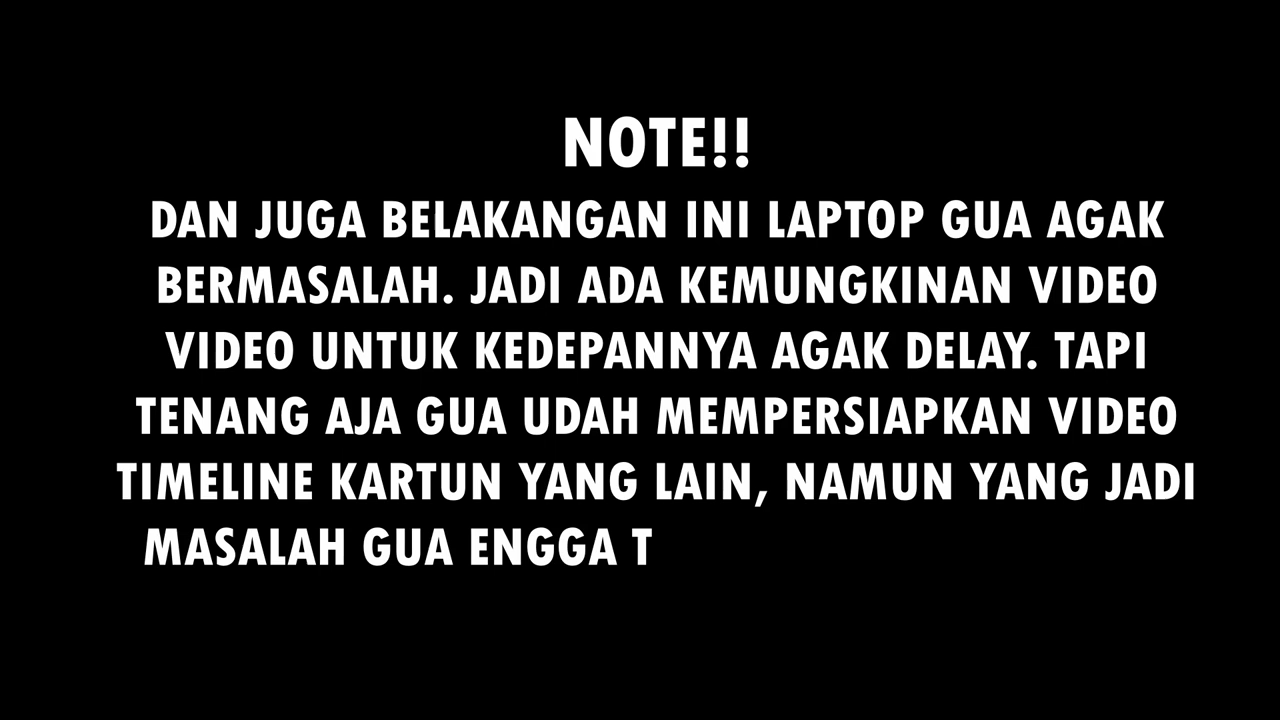 NOTE!!
DAN JUGA BELAKANGAN INI LAPTOP GUA AGAK
BERMASALAH. JADI ADA KEMUNGKINAN VIDEO
VIDEO UNTUK KEDEPANNYA AGAK DELAY. TAPI
TENANG AJA GUA UDAH MEMPERSIAPKAN VIDEO
TIMELINE KARTUN YANG LAIN, NAMUN YANG JADI
MASALAH GUA ENGGA T